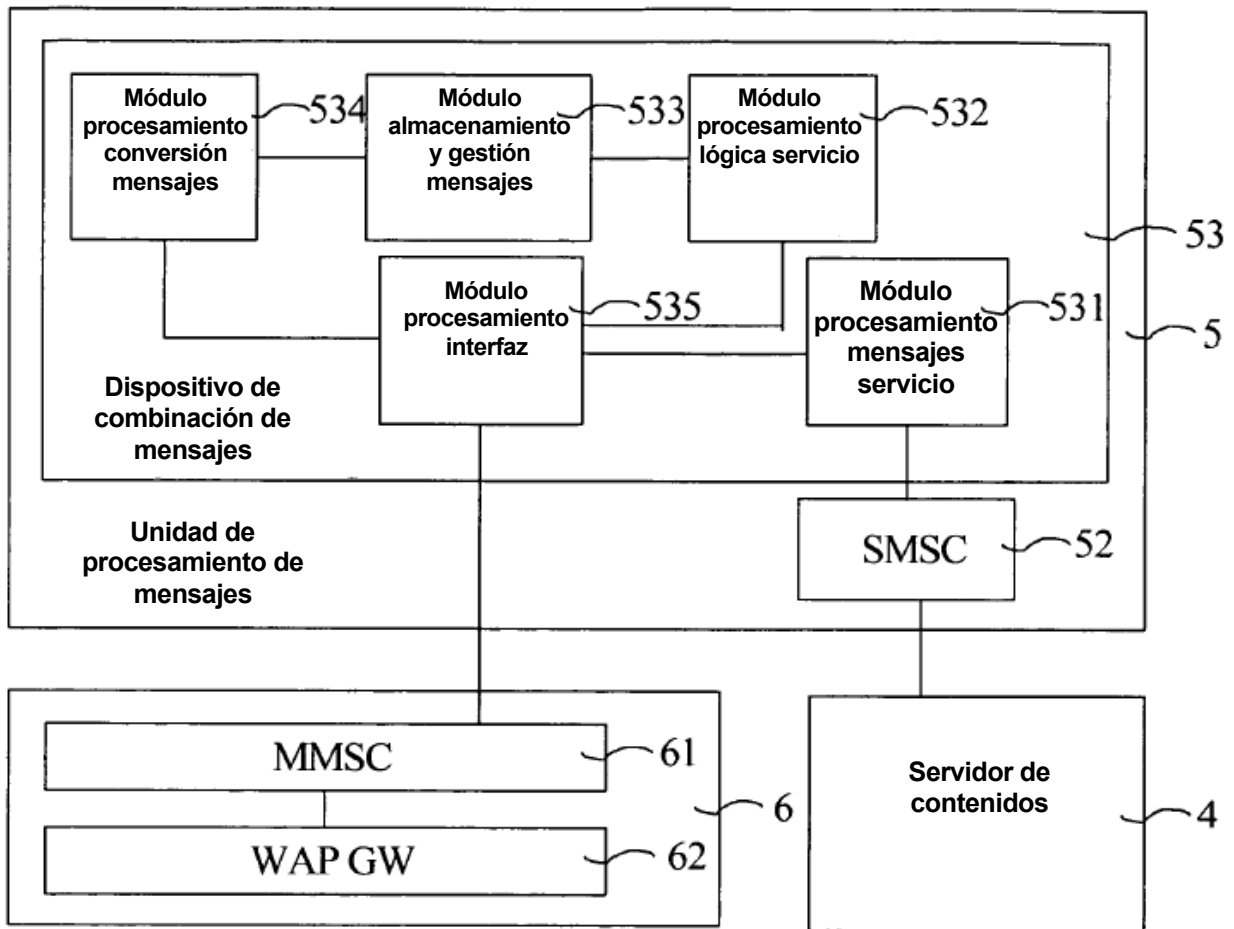 Módulo
procesamiento
conversión
mensajes
534
Módulo
almacenamiento
y gestión
mensajes
533
Módulo
procesamiento
lógica servicio
532
53
Módulo
procesamiento
interfaz
535
Módulo
procesamiento
mensajes
servicio
531
5
Dispositivo de
combinación de
mensajes
Unidad de
procesamiento de
mensajes
SMSC
52
MMSC
61
6
WAP GW
62
Servidor de
contenidos
4